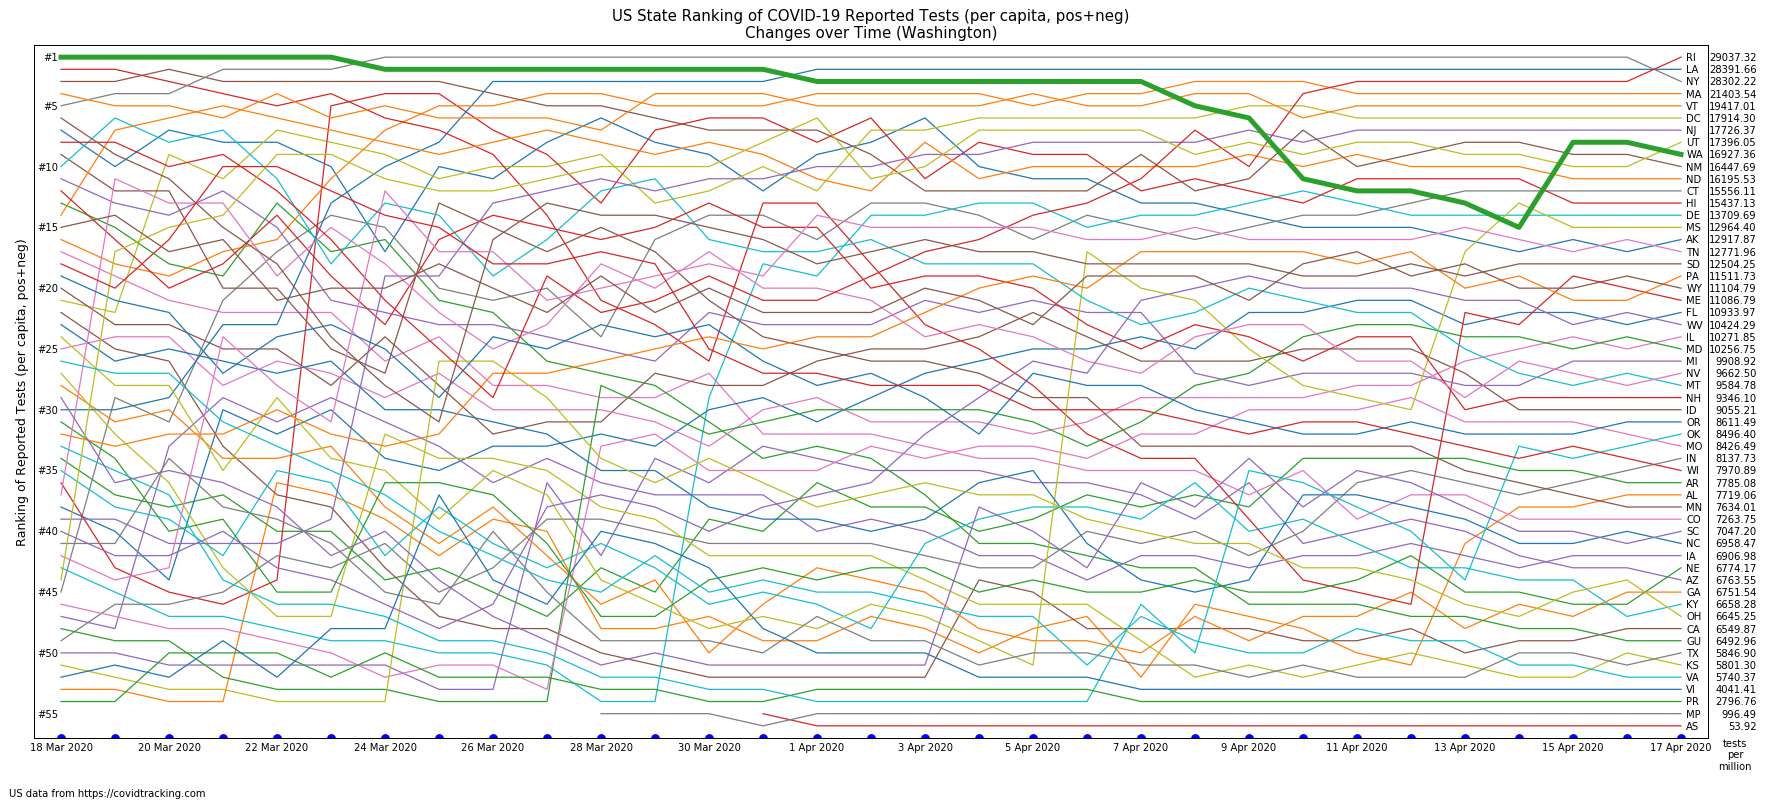 US State Ranking of COVID-19 Reported Tests (per capita, pos+neg)
Changes over Time (Washington)
Ranking of Reported Tests (per capita, pos+neg)
#1
#5
#10
#15
#20
#25
#30
#35
#40
#45
#50
#55
RI 29037.32
LA 28391.66
NY 28302.22
MA 21403.54
VT 19417.01
DC 17914.30
NJ 17726.37
UT 17396.05
WA 16927.36
NM 16447.69
ND 16195.53
CT 15556.11
HI 15437.13
DE 13709.69
MS 12964.40
AK 12917.87
TN 12771.96
SD 12504.25
PA 11511.73
WY 11104.79
ME 11086.79
FL 10933.97
WV 10424.29
IL 10271.85
MD 10256.75
MI 9908.92
NV 9662.50
MT 9584.78
NH 9346.10
ID 9055.21
OR 8611.49
OK 8496.40
MO 8426.49
IN 8137.73
WI 7970.89
AR 7785.08
AL 7719.06
MN 7634.01
CO 7263.75
SC 7047.20
NC 6958.47
IA 6906.98
NE 6774.17
AZ 6763.55
GA 6751.54
KY 6658.28
OH 6645.25
CA 6549.87
GU 6492.96
TX 5846.90
KS 5801.30
VA 5740.37
VI 4041.41
PR 2796.76
MP 996.49
AS 53.92
18 Mar 2020 20 Mar 2020 22 Mar 2020 24 Mar 2020 26 Mar 2020 28 Mar 2020 30 Mar 2020 1 Apr 2020 3 Apr 2020 5 Apr 2020 7 Apr 2020 9 Apr 2020 11 Apr 2020 13 Apr 2020 15 Apr 2020 17 Apr 2020
tests
per
million
US data from https://covidtracking.com